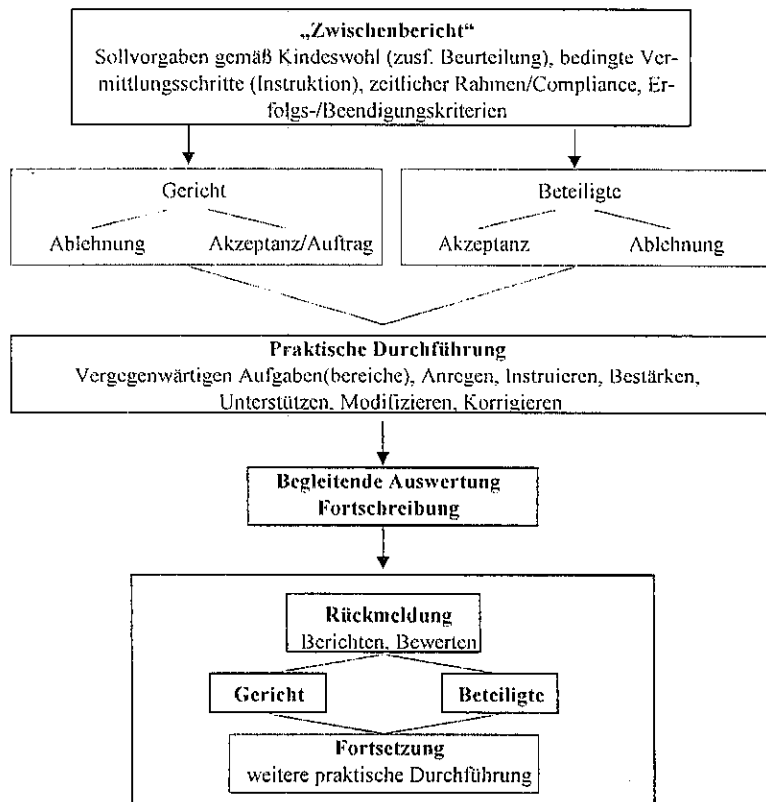 „Zwischenbericht“
Sollvorgaben gemäß Kindeswohl (zusf. Beurteilung), bedingte Ver-
mittlungsschritte (Instruktion), zeitlicher Rahmen/Compliance, Er-
folgs-/Beendigungskriterien
Gericht
Ablehnung Akzeptanz/Auftrag
Beteiligte
Akzeptanz Ablehnung
Praktische Durchführung
Vergegenwärtigen Aufgaben(bereiche), Anregen, Instruieren, Bestärken,
Unterstützen, Modifizieren, Korrigieren
Begleitende Auswertung
Fortschreibung
Rückmeldung
Berichten, Bewerten
Gericht Beteiligte
Fortsetzung
weitere praktische Durchführung